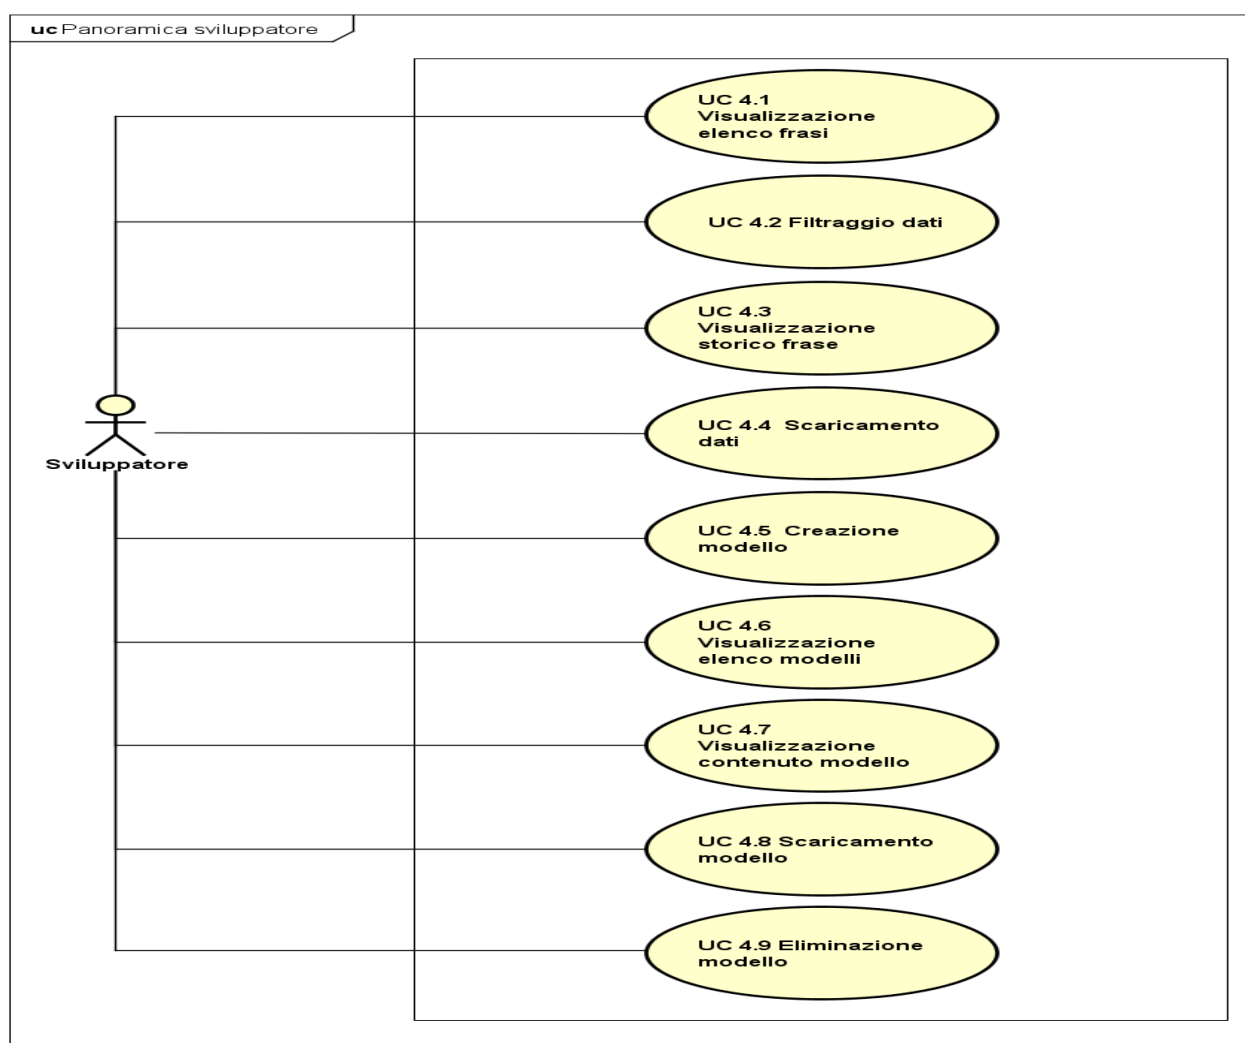 uc Panoramica sviluppatore
UC 4.1
Visualizzazione
elenco frasi
UC 4.2 Filtraggio dati
UC 4.3
Visualizzazione
storico frase
UC 4.4  Scaricamento
dati
Sviluppatore
UC 4.5  Creazione
modello
UC 4.6
Visualizzazione
elenco modelli
UC 4.7
Visualizzazione
contenuto modello
UC 4.8 Scaricamento
modello
UC 4.9 Eliminazione
modello